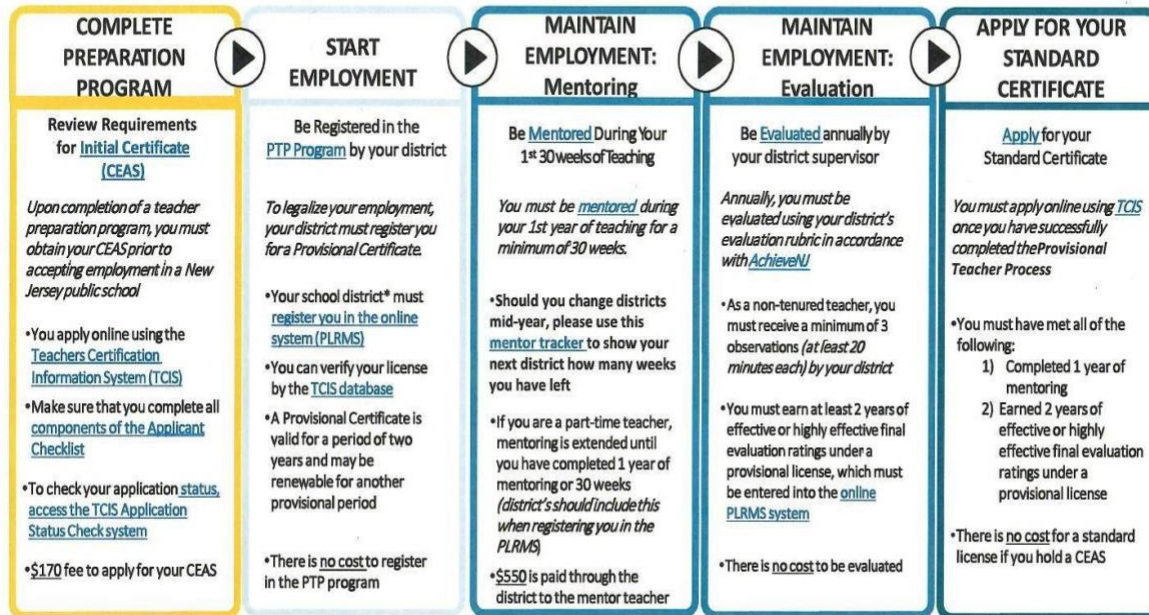 COMPLETE
PREPARATION
PROGRAM
Review Requirements
for Initial Certificate
(CEAS)
Upon completion of a teacher
preparation program, you must
obtain your CEAS prior to
accepting employment in a New
Jersey public school
•You apply online using the
Teachers Certification
Information System (TCIS)
•Make sure that you complete all
components of the Applicant
Checklist
•To check your application status,
access the TCIS Application
Status Check system
•$170 fee to apply for your CEAS
START
EMPLOYMENT
Be Registered in the
PTP Program by your district
To legalize your employment,
your district must register you
for a Provisional Certificate.
•Your school district* must
register you in the online
system (PLRMS)
•You can verify your license
by the TCIS database
•A Provisional Certificate is
valid for a period of two
years and may be
renewable for another
provisional period
•There is no cost to register
in the PTP program
MAINTAIN
EMPLOYMENT:
Mentoring
Be Mentored During Your
1st 30 weeks of Teaching
You must be mentored during
your 1st year of teaching for a
minimum of 30 weeks.
•Should you change districts
mid-year, please use this
mentor tracker to show your
next district how many weeks
you have left
•If you are a part-time teacher,
mentoring is extended until
you have completed 1 year of
mentoring or 30 weeks
(district's should include this
when registering you in the
PLRMS)
•$550 is paid through the
district to the mentor teacher
MAINTAIN
EMPLOYMENT:
Evaluation
Be Evaluated annually by
your district supervisor
Annually, you must be
evaluated using your district's
evaluation rubric in accordance
with AchieveNJ
•As a non-tenured teacher, you
must receive a minimum of 3
observations (at least 20
minutes each) by your district
•You must earn at least 2 years of
effective or highly effective final
evaluation ratings under a
provisional license, which must
be entered into the online
PLRMS system
•There is no cost to be evaluated
APPLY FOR YOUR
STANDARD
CERTIFICATE
Apply for your
Standard Certificate
You must apply online using TCIS
once you have successfully
completed the Provisional
Teacher Process
•You must have met all of the
following:
1) Completed 1 year of
mentoring
2) Earned 2 years of
effective or highly
effective final evaluation
ratings under a
provisional license
•There is no cost for a standard
license if you hold a CEAS